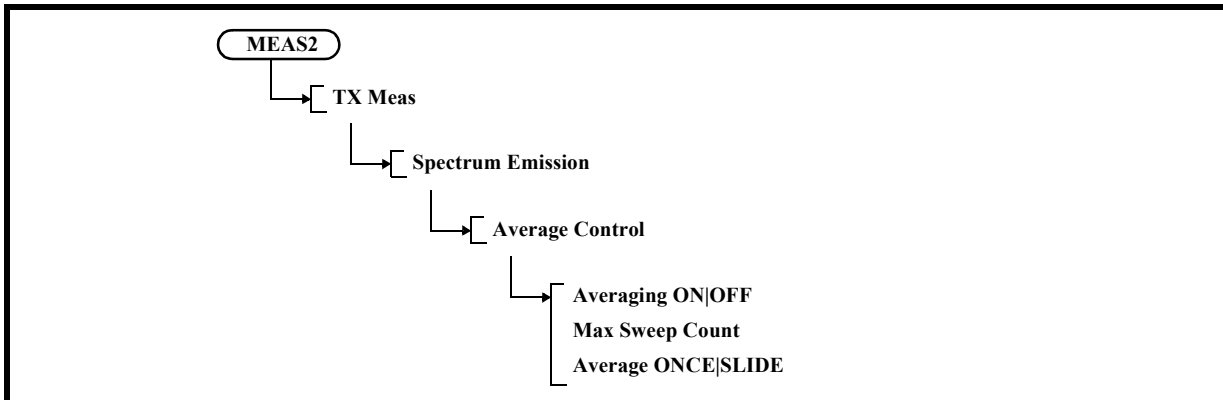 MEAS2
TX Meas
Spectrum Emission
Average Control
Averaging ON|OFF
Max Sweep Count
Average ONCE|SLIDE